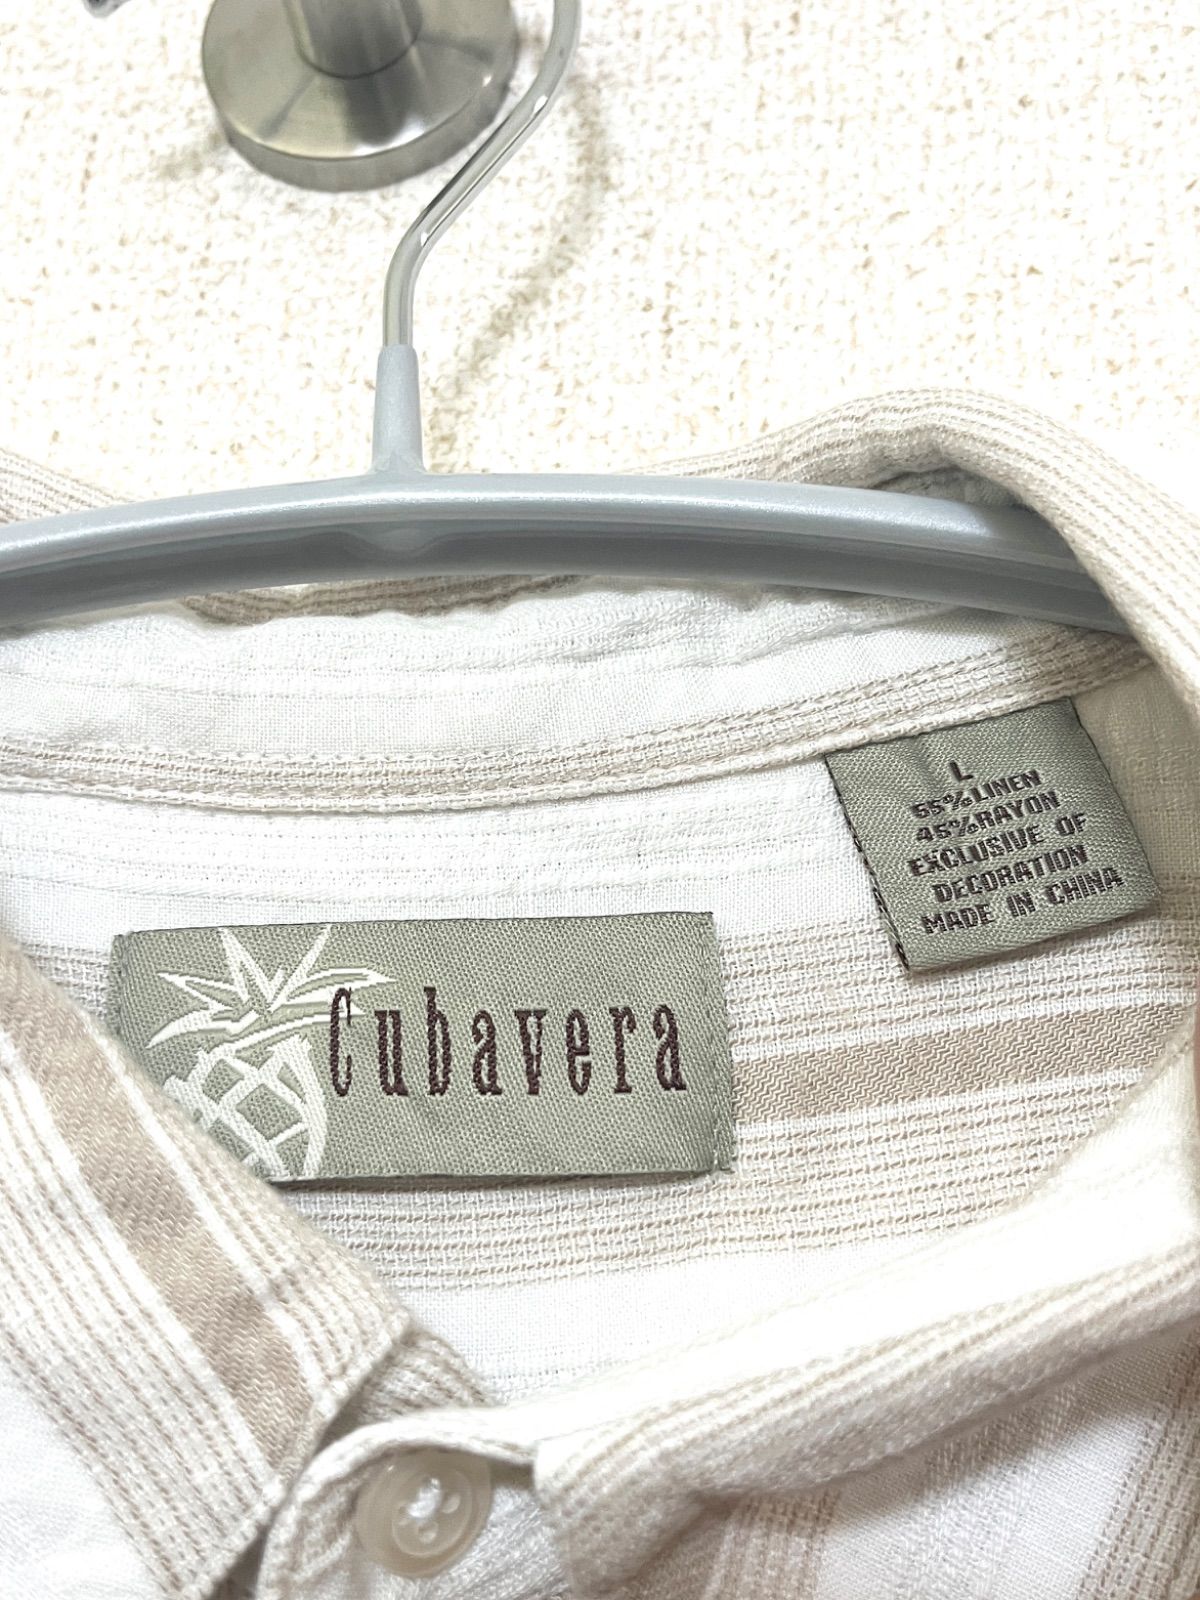 L
55%LINEN
45%RAYON
EXCLUSIVE OF
DECORATION
MADE IN CHINA
Cubavera